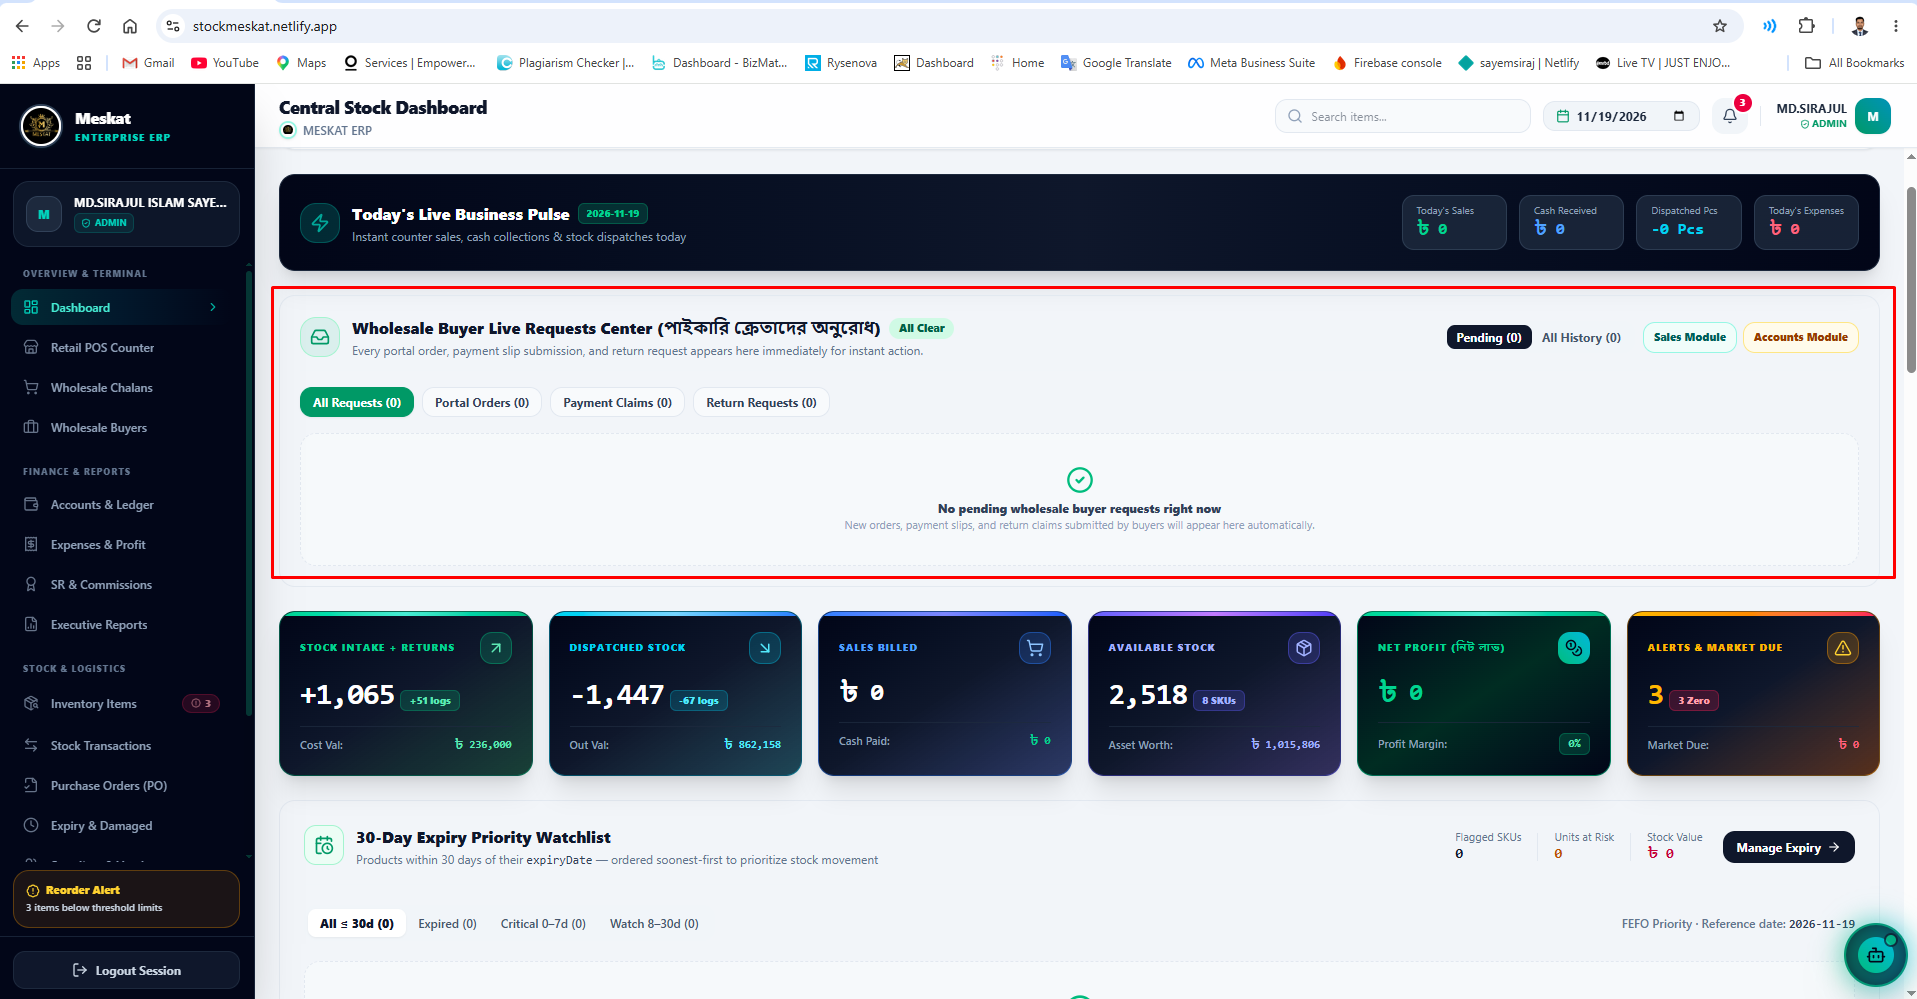 stockmeskat.netlify.app
Apps
Gmail
YouTube
Maps
Services | Empower...
Plagiarism Checker |...
Dashboard - BizMat...
Rysenova
Dashboard
Home
Google Translate
Meta Business Suite
Firebase console
sayemsiraj | Netlify
Live TV | JUST ENJO...
All Bookmarks
Meskat
ENTERPRISE ERP
Central Stock Dashboard
MESKAT ERP
Search items...
11/19/2026
3
MD.SIRAJUL
ADMIN
M
M
MD.SIRAJUL ISLAM SAYE...
ADMIN
OVERVIEW & TERMINAL
Dashboard
Retail POS Counter
Wholesale Chalans
Wholesale Buyers
FINANCE & REPORTS
Accounts & Ledger
Expenses & Profit
SR & Commissions
Executive Reports
STOCK & LOGISTICS
Inventory Items
3
Stock Transactions
Purchase Orders (PO)
Expiry & Damaged
Reorder Alert
3 items below threshold limits
Logout Session
Today's Live Business Pulse 2026-11-19
Instant counter sales, cash collections & stock dispatches today
Today's Sales
৳ 0
Cash Received
৳ 0
Dispatched Pcs
-0 Pcs
Today's Expenses
৳ 0
Wholesale Buyer Live Requests Center (পাইকারি ক্রেতাদের অনুরোধ) All Clear
Every portal order, payment slip submission, and return request appears here immediately for instant action.
Pending (0)
All History (0)
Sales Module
Accounts Module
All Requests (0)
Portal Orders (0)
Payment Claims (0)
Return Requests (0)
No pending wholesale buyer requests right now
New orders, payment slips, and return claims submitted by buyers will appear here automatically.
STOCK INTAKE + RETURNS
+1,065 +51 logs
Cost Val: ৳ 236,000
DISPATCHED STOCK
-1,447 -67 logs
Out Val: ৳ 862,158
SALES BILLED
৳ 0
Cash Paid: ৳ 0
AVAILABLE STOCK
2,518 8 SKUs
Asset Worth: ৳ 1,015,806
NET PROFIT (নিট লাভ)
৳ 0
Profit Margin: 0%
ALERTS & MARKET DUE
3 3 Zero
Market Due: ৳ 0
30-Day Expiry Priority Watchlist
Products within 30 days of their expiryDate — ordered soonest-first to prioritize stock movement
Flagged SKUs
0
Units at Risk
0
Stock Value
৳ 0
Manage Expiry
All ≤ 30d (0)
Expired (0)
Critical 0–7d (0)
Watch 8–30d (0)
FEFO Priority · Reference date: 2026-11-19